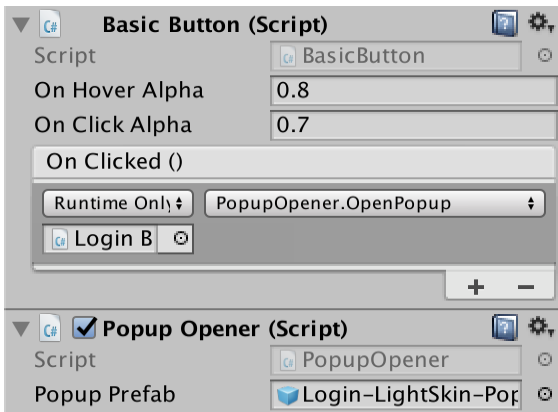 Basic Button (Script)
Script BasicButton
On Hover Alpha 0.8
On Click Alpha 0.7
On Clicked ()
Runtime Only PopupOpener.OpenPopup
Login B
+ −
Popup Opener (Script)
Script PopupOpener
Popup Prefab Login-LightSkin-Pop